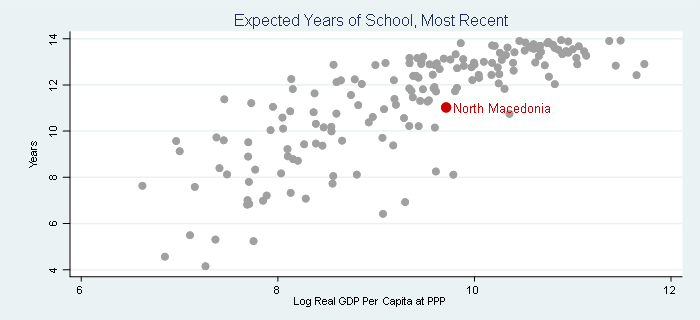 Expected Years of School, Most Recent
14
12
10
8
6
4
Years
North Macedonia
6
8
10
12
Log Real GDP Per Capita at PPP